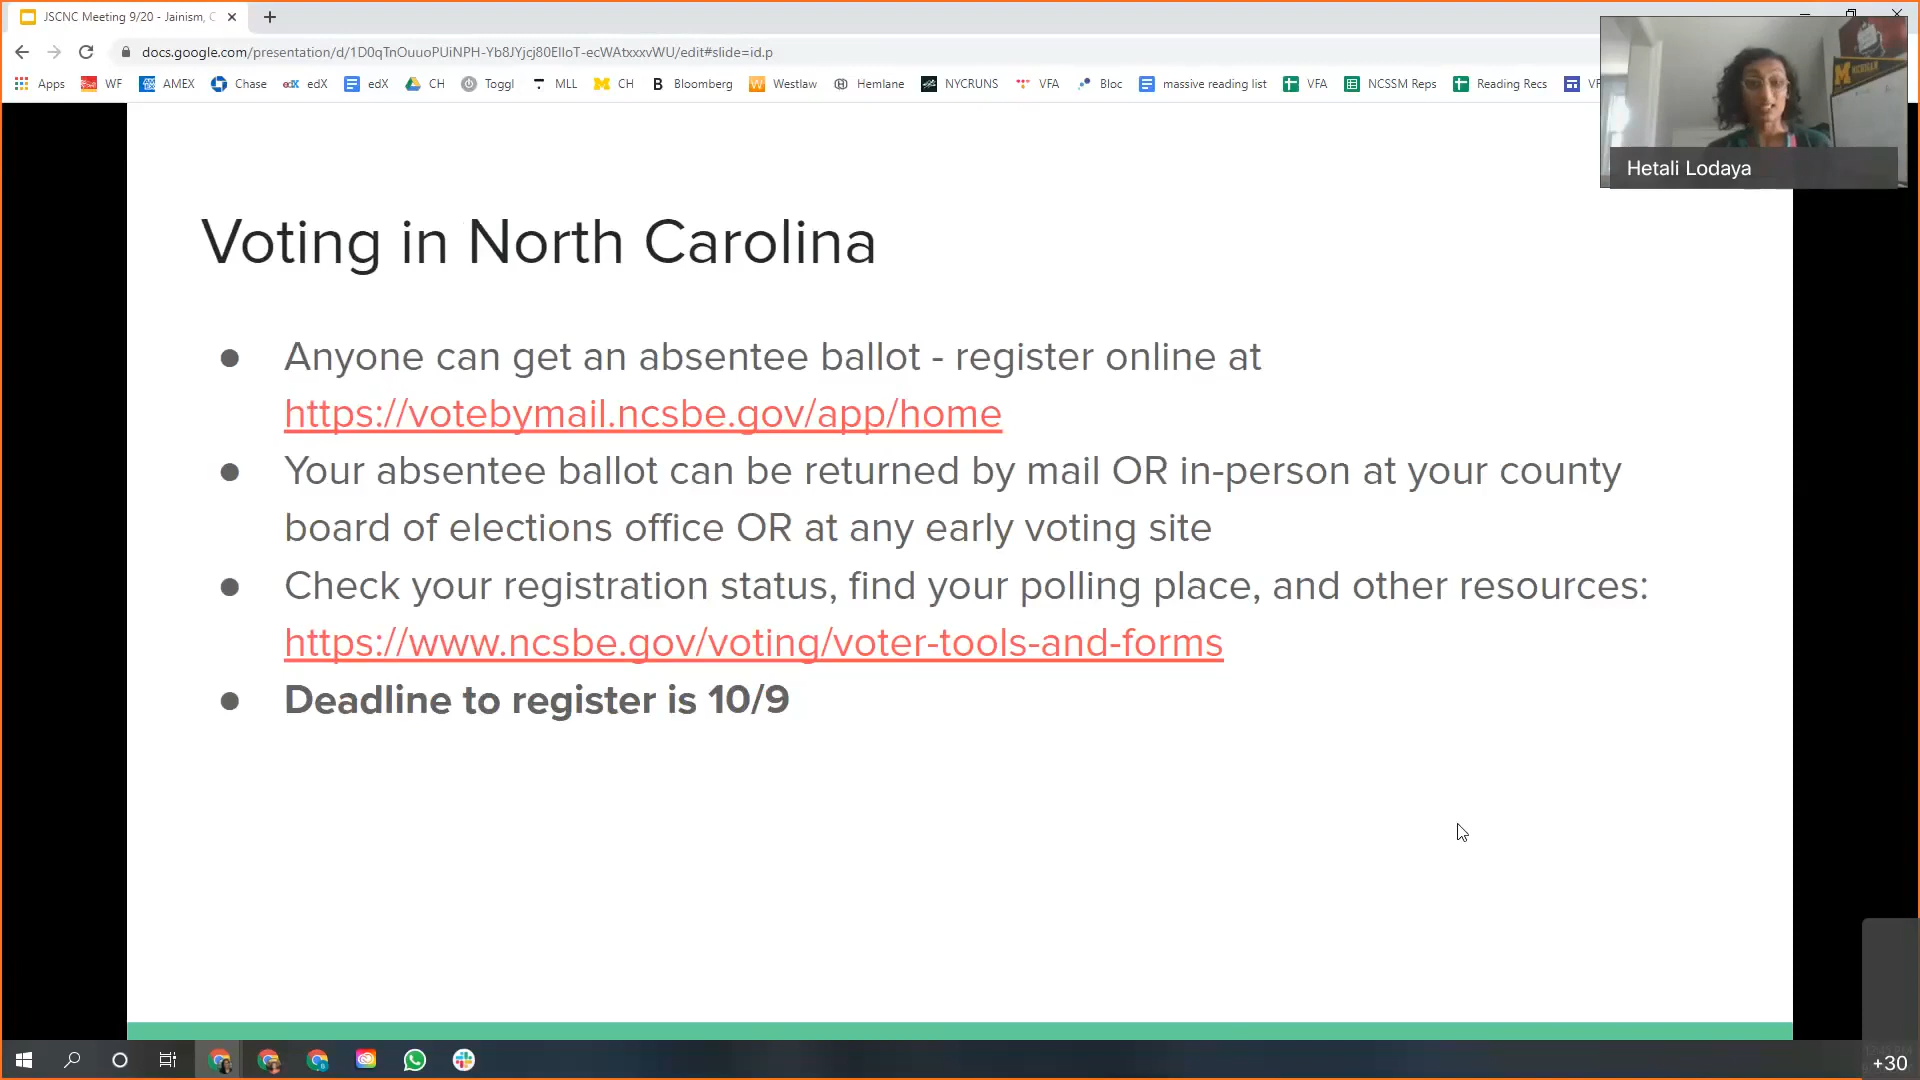 JSCNC Meeting 9/20 - Jainism, C
docs.google.com/presentation/d/1D0qTnOuuoPUiNPH-Yb8JYjcj80EIloT-ecWAtxxxvWU/edit#slide=id.p
Apps WF AMEX Chase edX edX CH Toggl MLL CH Bloomberg Westlaw Hemlane NYCRUNS VFA Bloc massive reading list VFA NCSSM Reps Reading Recs
Hetali Lodaya
Voting in North Carolina
● Anyone can get an absentee ballot - register online at
https://votebymail.ncsbe.gov/app/home
● Your absentee ballot can be returned by mail OR in-person at your county
board of elections office OR at any early voting site
● Check your registration status, find your polling place, and other resources:
https://www.ncsbe.gov/voting/voter-tools-and-forms
● Deadline to register is 10/9
+30